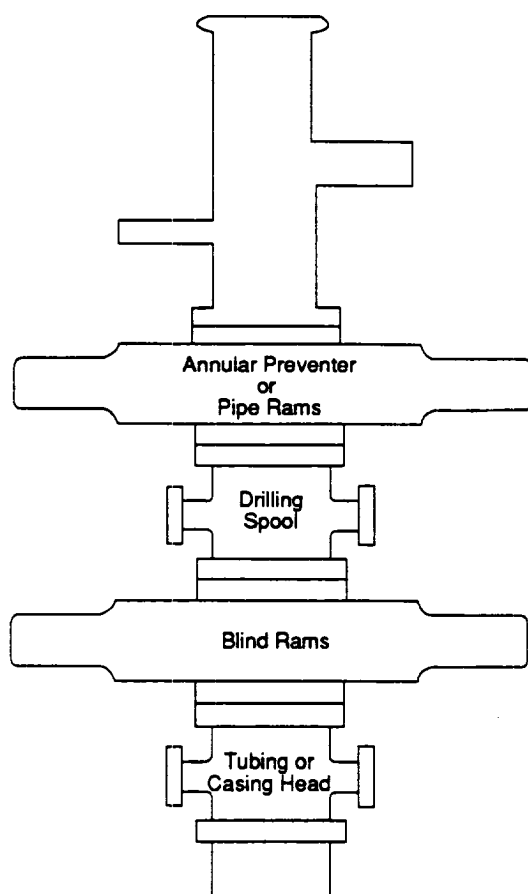 Annular Preventer
or
Pipe Rams
Drilling
Spool
Blind Rams
Tubing or
Casing Head